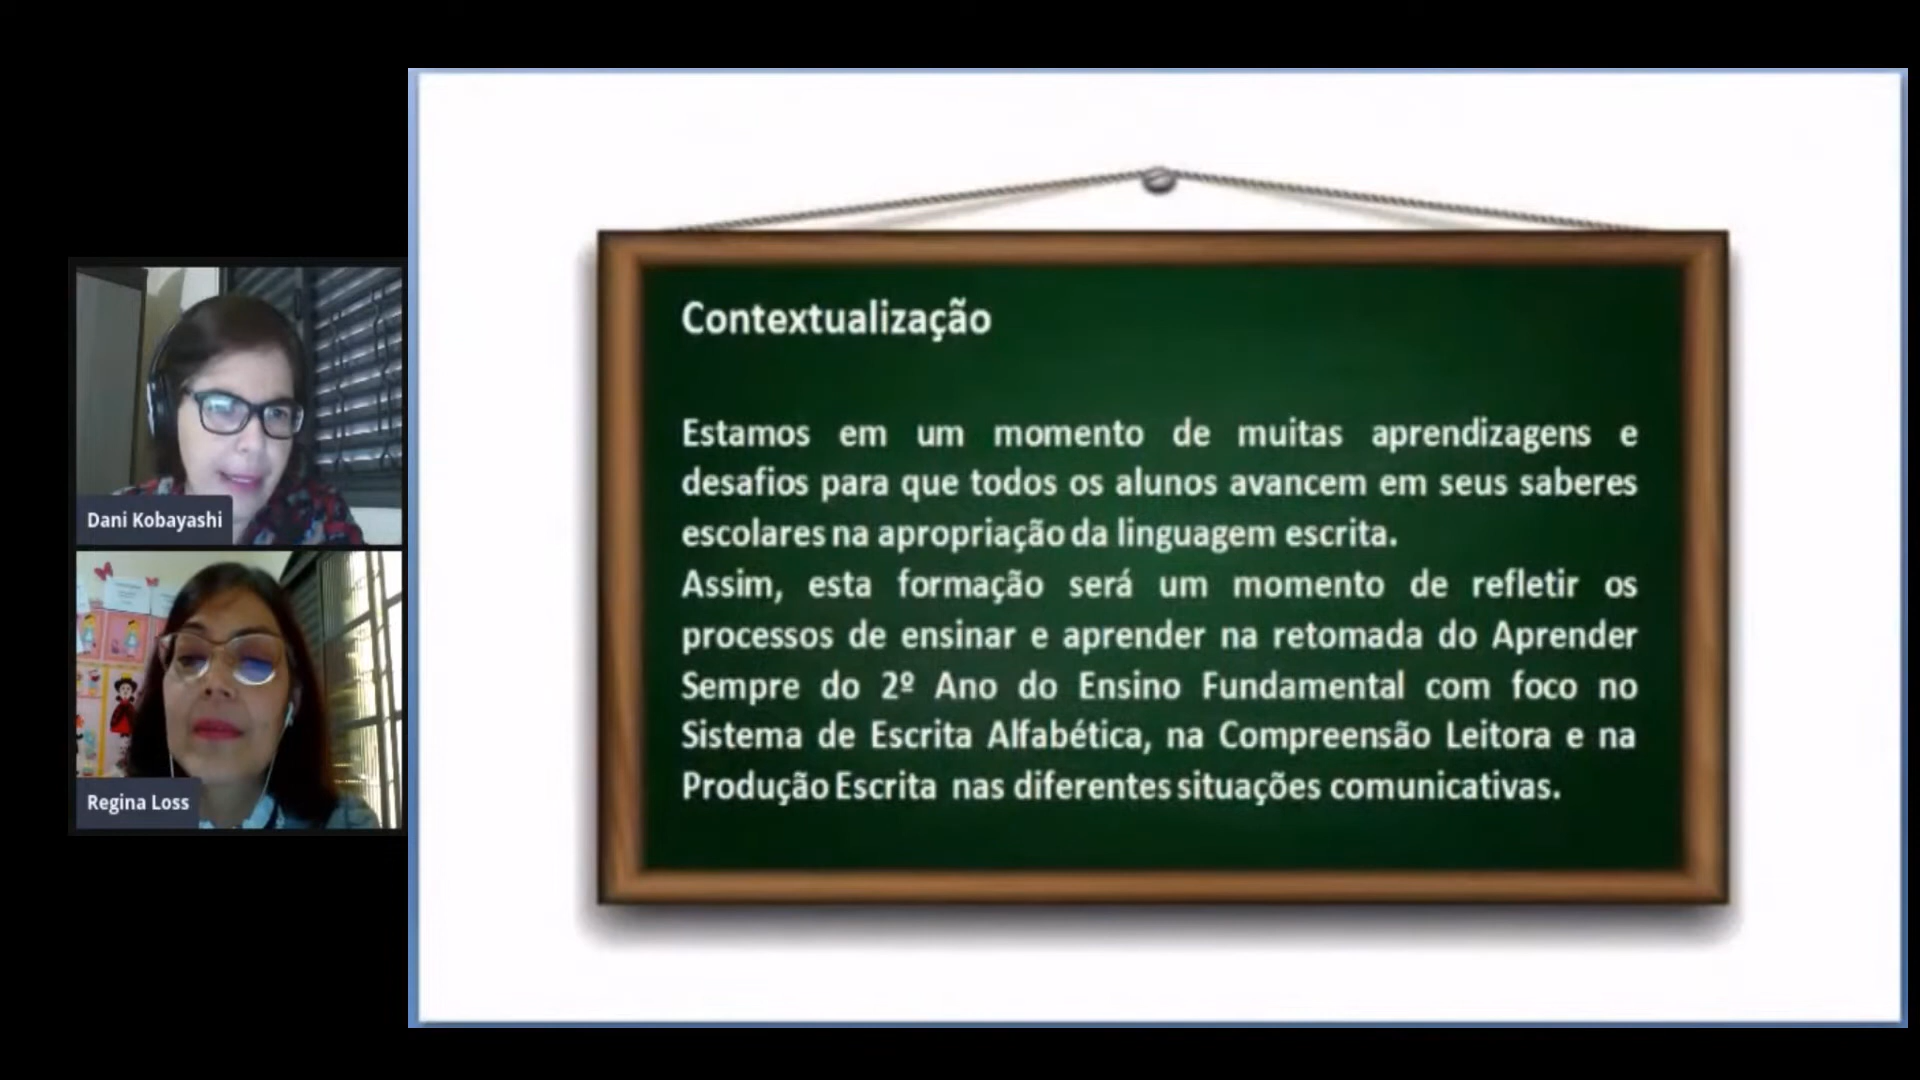 Dani Kobayashi
Regina Loss
Contextualização
Estamos em um momento de muitas aprendizagens e
desafios para que todos os alunos avancem em seus saberes
escolares na apropriação da linguagem escrita.
Assim, esta formação será um momento de refletir os
processos de ensinar e aprender na retomada do Aprender
Sempre do 2º Ano do Ensino Fundamental com foco no
Sistema de Escrita Alfabética, na Compreensão Leitora e na
Produção Escrita nas diferentes situações comunicativas.